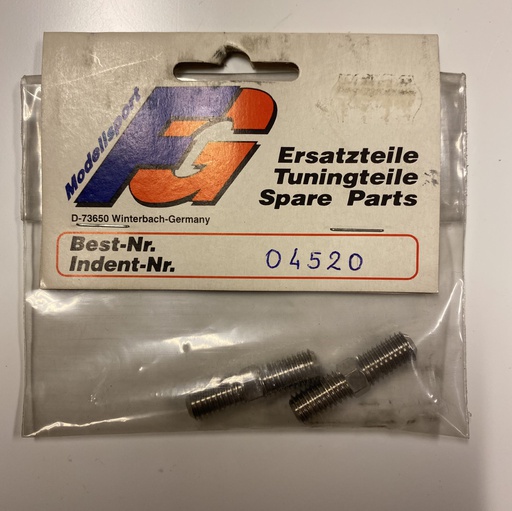 Modellsport
FG
Ersatzteile
Tuningteile
Spare Parts
D-73650 Winterbach-Germany
Best-Nr.
Indent-Nr.
04520